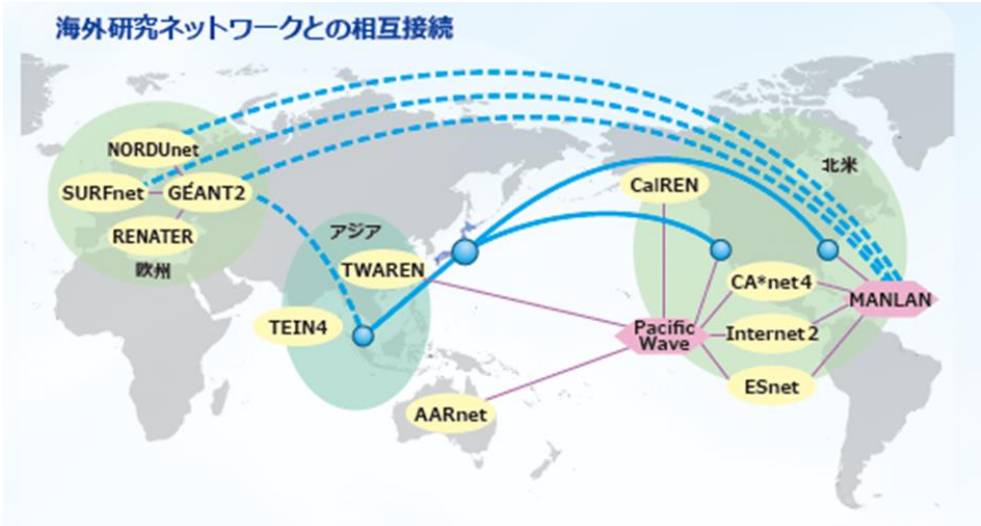 海外研究ネットワークとの相互接続
NORDUnet
SURFnet
GÉANT2
RENATER
欧州
アジア
TWAREN
TEIN4
AARnet
北米
CalREN
CA*net4
MANLAN
Pacific
Wave
Internet2
ESnet